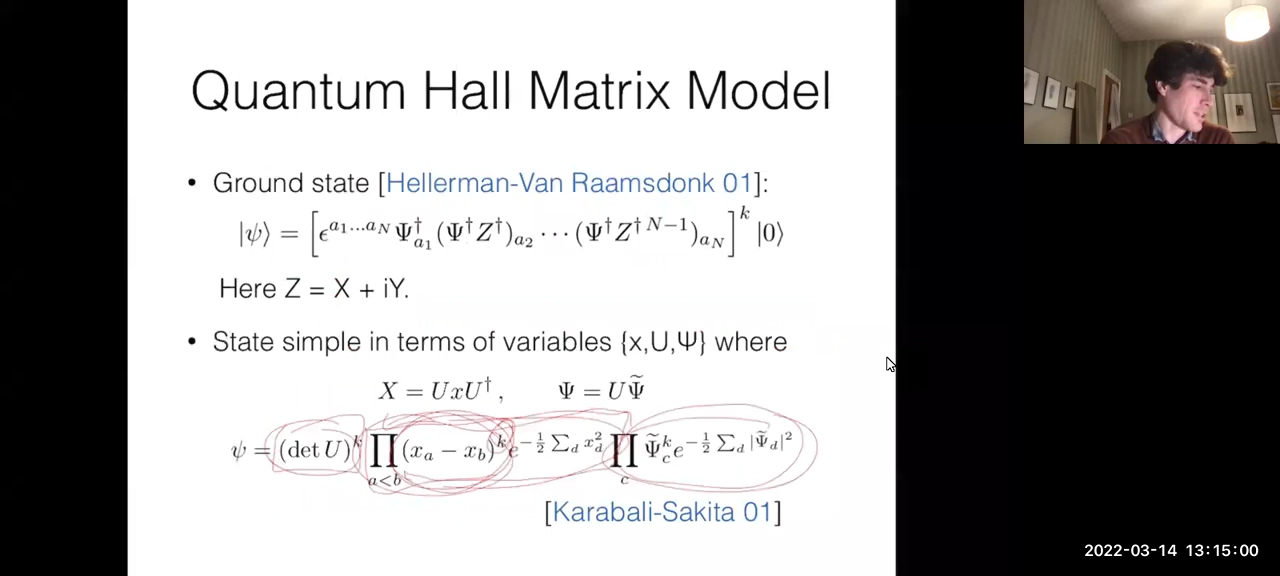 Quantum Hall Matrix Model
• Ground state [Hellerman-Van Raamsdonk 01]:
|ψ⟩ = [ϵ^{a_1...a_N} Ψ†_{a_1} (Ψ†Z†)_{a_2} ··· (Ψ†Z†^{N−1})_{a_N}]^k |0⟩
Here Z = X + iY.
• State simple in terms of variables {x,U,Ψ} where
X = UxU†, Ψ = UΨ̃
ψ = (det U)^k ∏_{a<b} (x_a − x_b)^k e^{−½ ∑_d x_d^2} ∏_c Ψ̃_c^k e^{−½ ∑_d |Ψ̃_d|^2}
[Karabali-Sakita 01]
2022-03-14 13:15:00